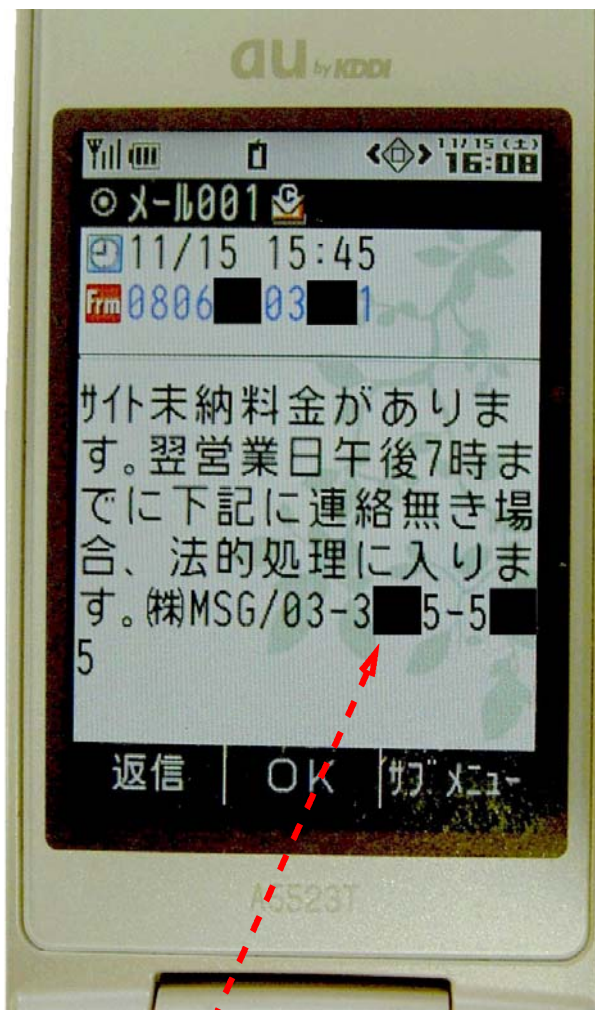 au by KDDI
11/15(土)
16:08
メール001
11/15 15:45
Frm 0806 03 1
サイト未納料金がありま
す。翌営業日午後7時ま
でに下記に連絡無き場
合、法的処理に入りま
す。㈱MSG/03-3 5-5
5
返信 OK サブメニュー
A5523T